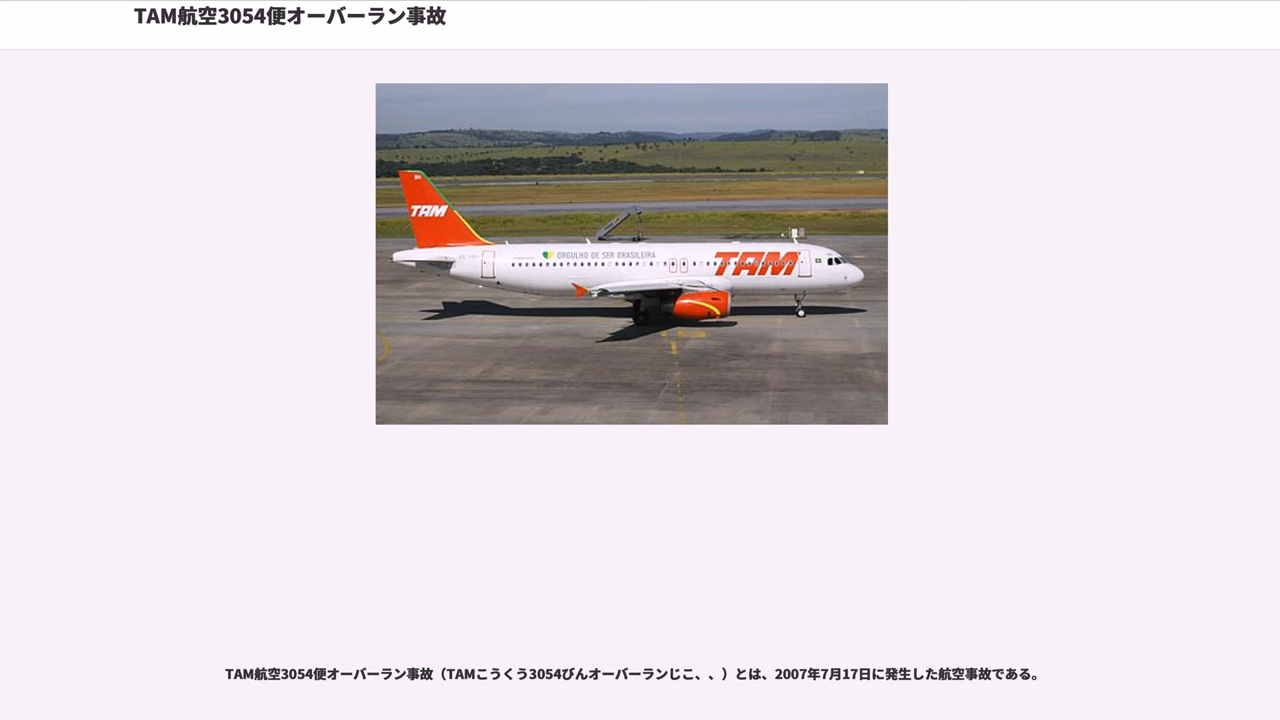 TAM航空3054便オーバーラン事故
TAM
ORGULHO DE SER BRASILEIRA
TAM
TAM航空3054便オーバーラン事故（TAMこうくう3054びんオーバーランじこ、、）とは、2007年7月17日に発生した航空事故である。